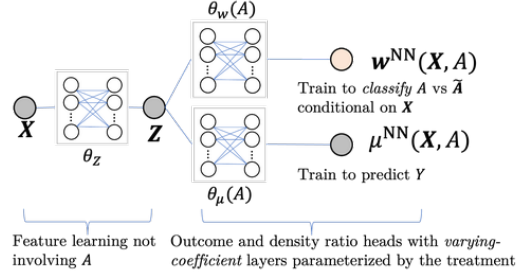 θ_w(A)
w^NN(X, A)
Train to classify A vs Ã
conditional on X
X
θ_Z
Z
μ^NN(X, A)
θ_μ(A)
Train to predict Y
Feature learning not
involving A
Outcome and density ratio heads with varying-
coefficient layers parameterized by the treatment